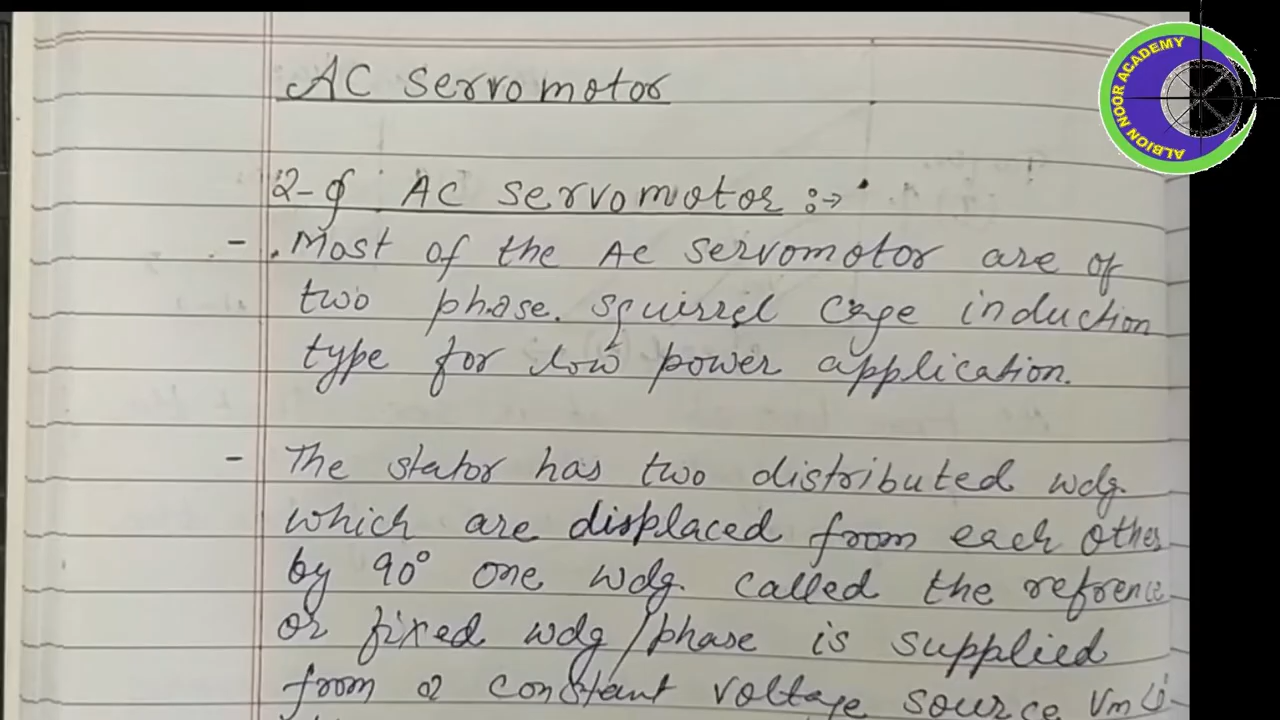 AC Servomotor
2-φ AC servomotor :→
- Most of the AC servomotor are of
two phase squirrel cage induction
type for low power application.
- The stator has two distributed wdg.
which are displaced from each other
by 90° one wdg. called the refrence
or fixed wdg/phase is supplied
from a constant voltage source Vm
ALBION NOOR ACADEMY